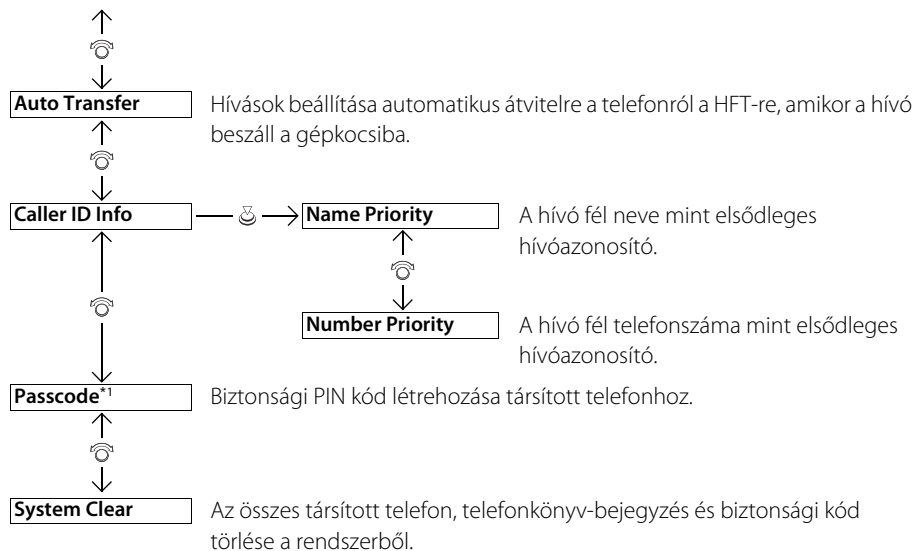 Auto Transfer
Hívások beállítása automatikus átvitelre a telefonról a HFT-re, amikor a hívó
beszáll a gépkocsiba.
Caller ID Info
Name Priority
A hívó fél neve mint elsődleges
hívóazonosító.
Number Priority
A hívó fél telefonszáma mint elsődleges
hívóazonosító.
Passcode*1
Biztonsági PIN kód létrehozása társított telefonhoz.
System Clear
Az összes társított telefon, telefonkönyv-bejegyzés és biztonsági kód
törlése a rendszerből.